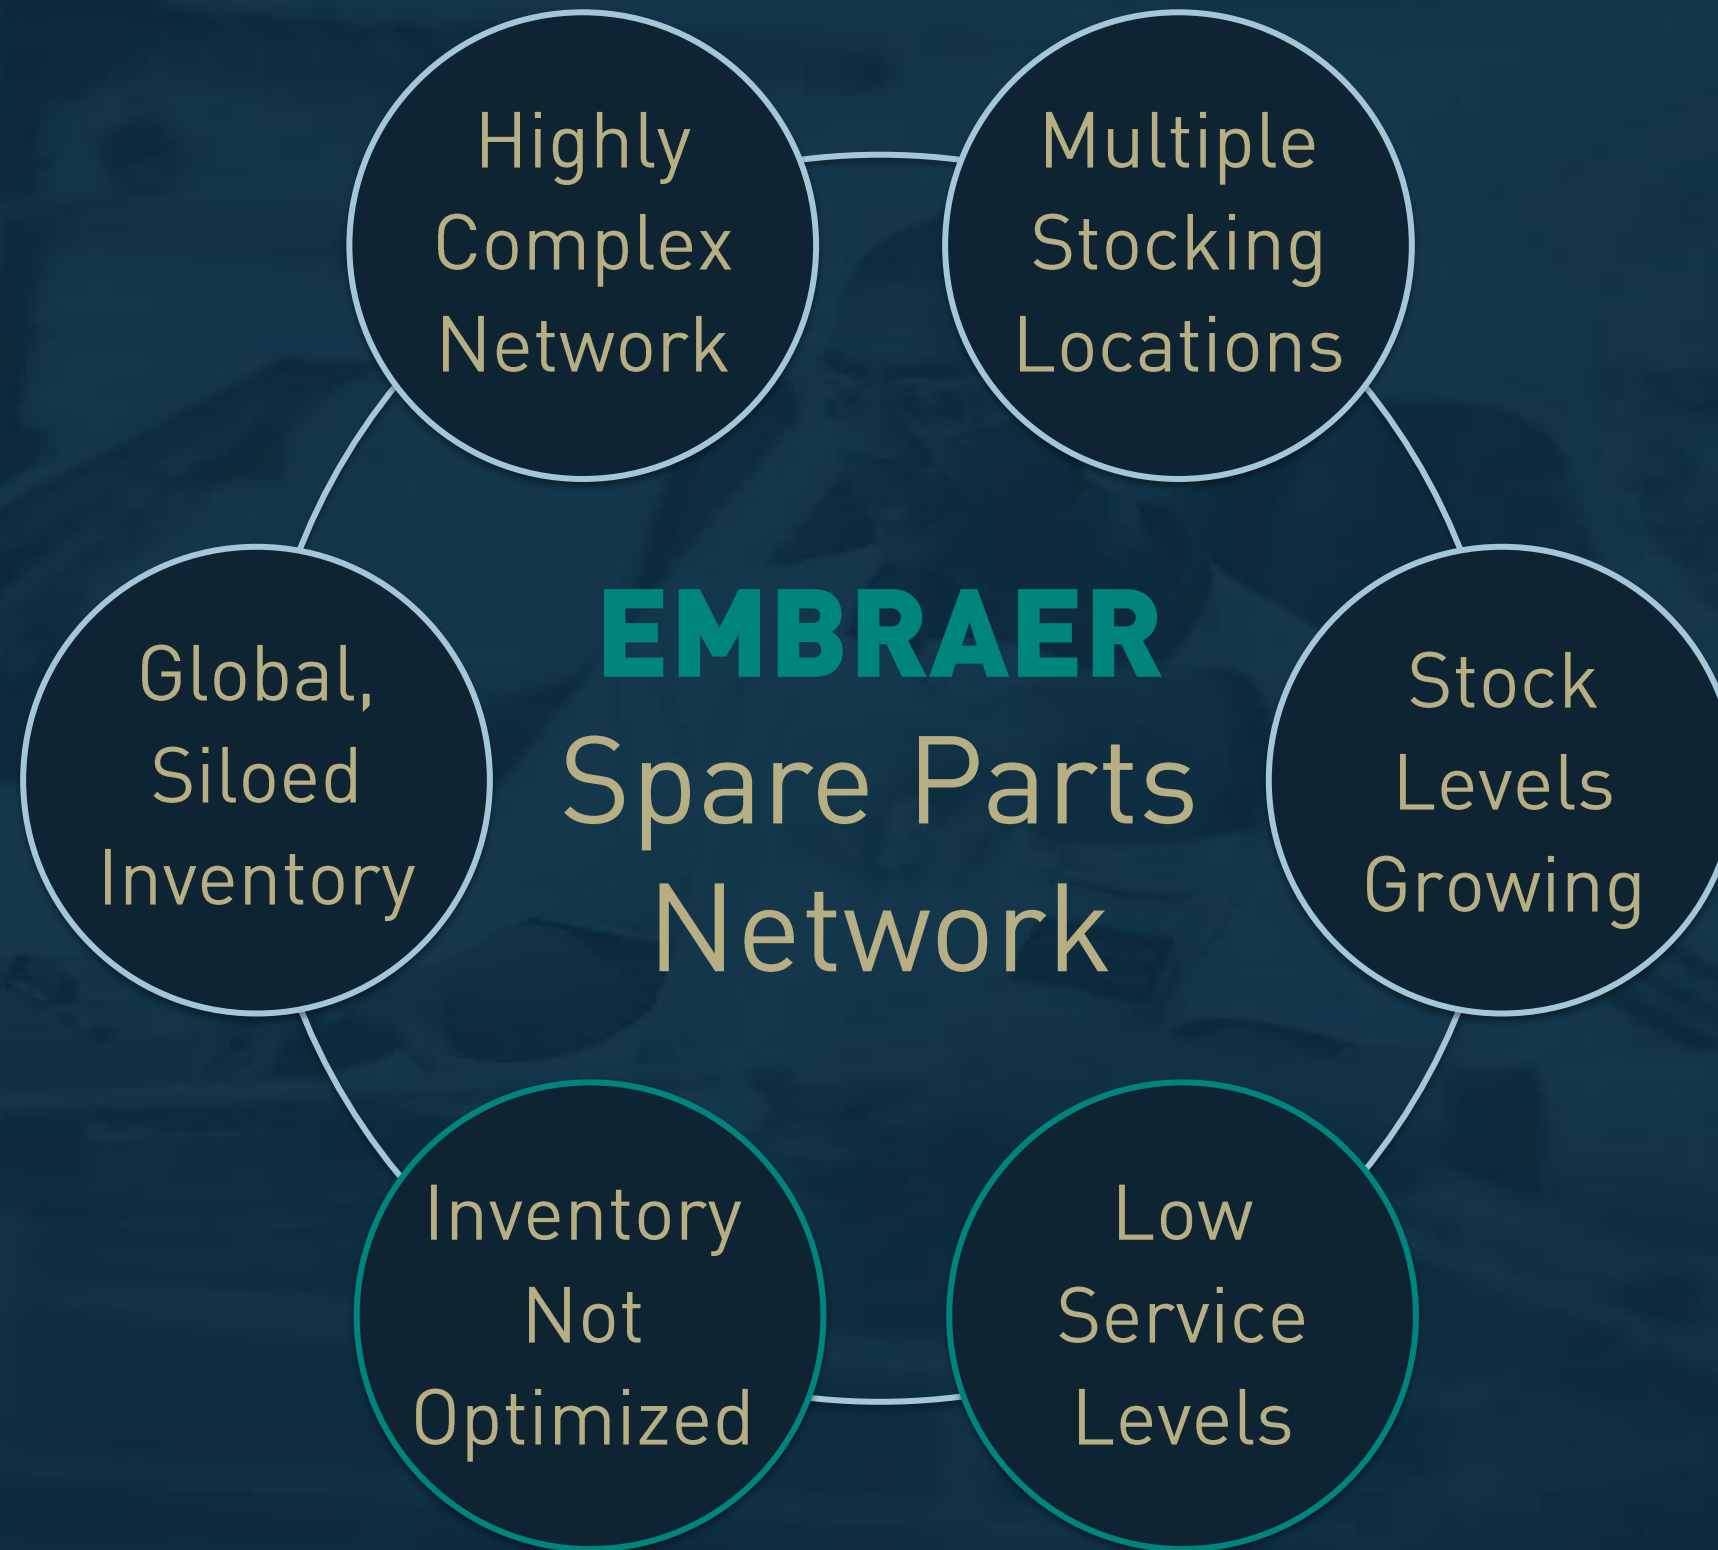 Highly
Complex
Network
Multiple
Stocking
Locations
Global,
Siloed
Inventory
EMBRAER
Spare Parts
Network
Stock
Levels
Growing
Inventory
Not
Optimized
Low
Service
Levels